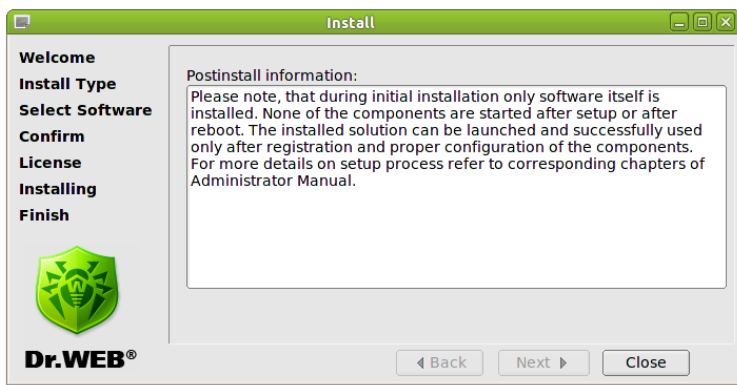 Install
Welcome
Install Type
Select Software
Confirm
License
Installing
Finish
Dr.WEB®
Postinstall information:
Please note, that during initial installation only software itself is
installed. None of the components are started after setup or after
reboot. The installed solution can be launched and successfully used
only after registration and proper configuration of the components.
For more details on setup process refer to corresponding chapters of
Administrator Manual.
Back
Next
Close